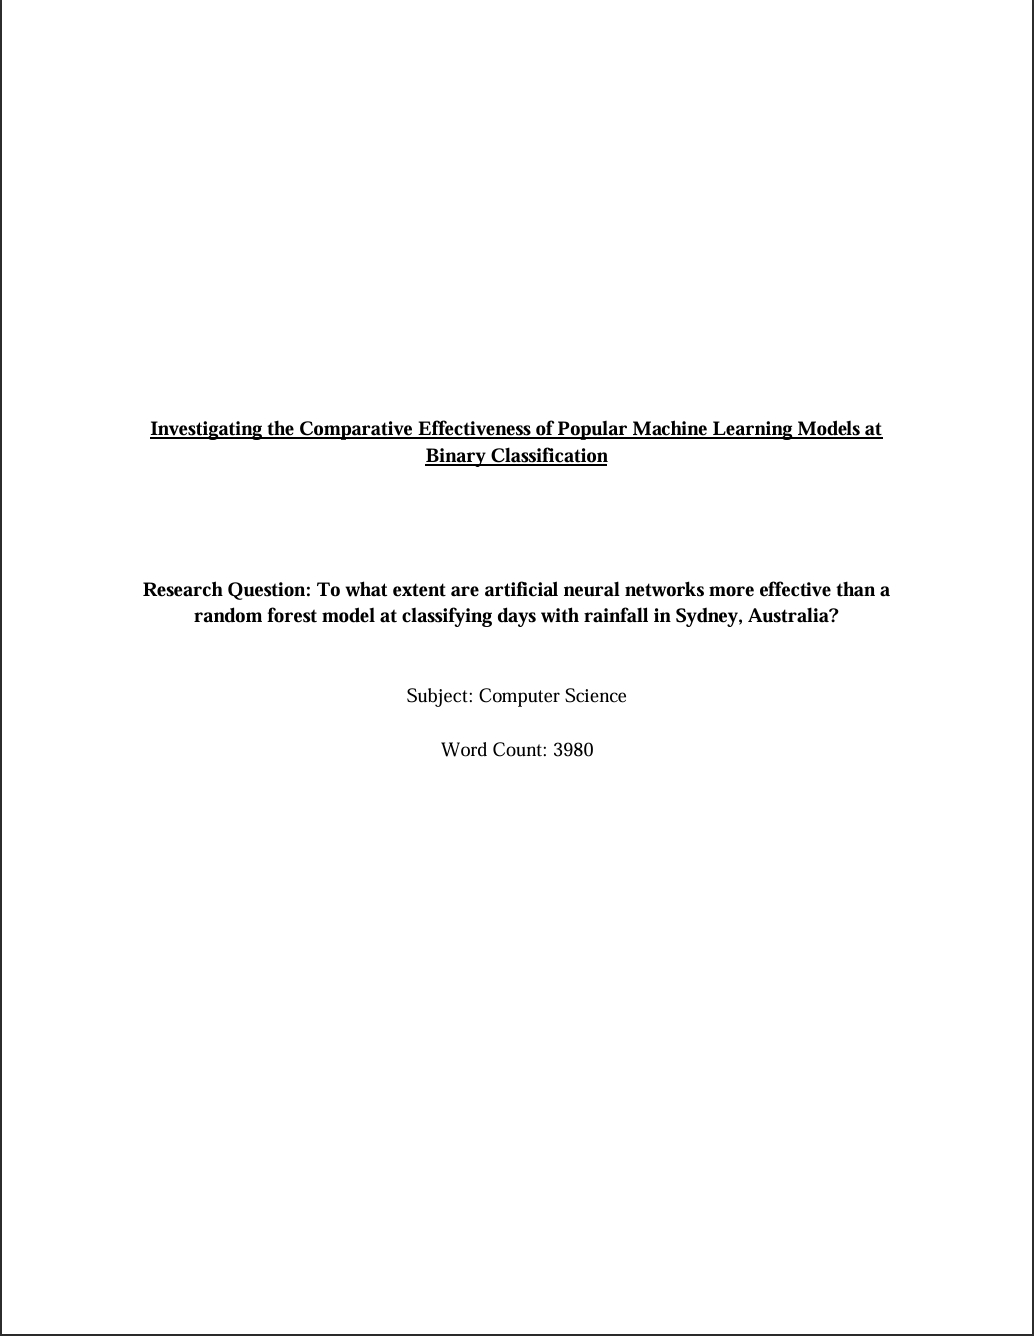 Investigating the Comparative Effectiveness of Popular Machine Learning Models at
Binary Classification
Research Question: To what extent are artificial neural networks more effective than a
random forest model at classifying days with rainfall in Sydney, Australia?
Subject: Computer Science
Word Count: 3980